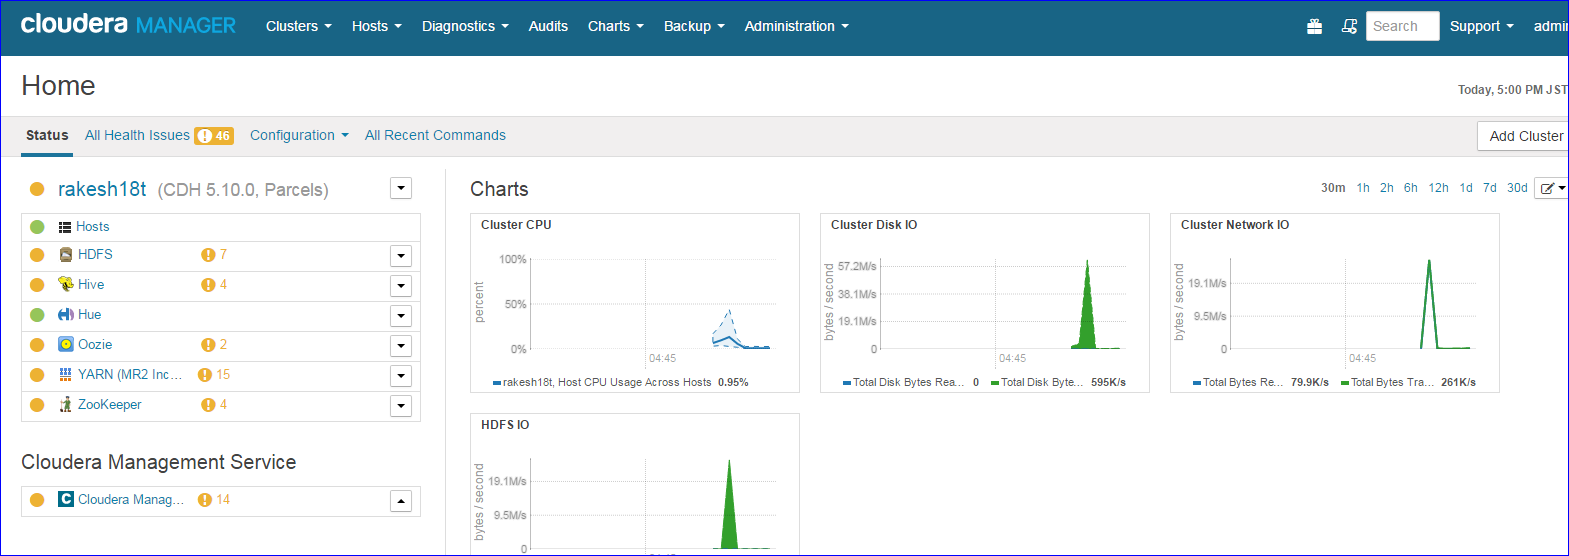 cloudera MANAGER Clusters Hosts Diagnostics Audits Charts Backup Administration Search Support admin
Home
Today, 5:00 PM JST
Status All Health Issues 46 Configuration All Recent Commands Add Cluster
rakesh18t (CDH 5.10.0, Parcels)
Hosts
HDFS 7
Hive 4
Hue
Oozie 2
YARN (MR2 Inc... 15
ZooKeeper 4
Cloudera Management Service
Cloudera Manag... 14
Charts 30m 1h 2h 6h 12h 1d 7d 30d
Cluster CPU
percent
100%
50%
0%
04:45
rakesh18t, Host CPU Usage Across Hosts 0.95%
Cluster Disk IO
bytes / second
57.2M/s
38.1M/s
19.1M/s
0
04:45
Total Disk Bytes Rea... 0 Total Disk Byte... 595K/s
Cluster Network IO
bytes / second
19.1M/s
9.5M/s
0
04:45
Total Bytes Re... 79.9K/s Total Bytes Tra... 261K/s
HDFS IO
bytes / second
19.1M/s
9.5M/s
0
04:45